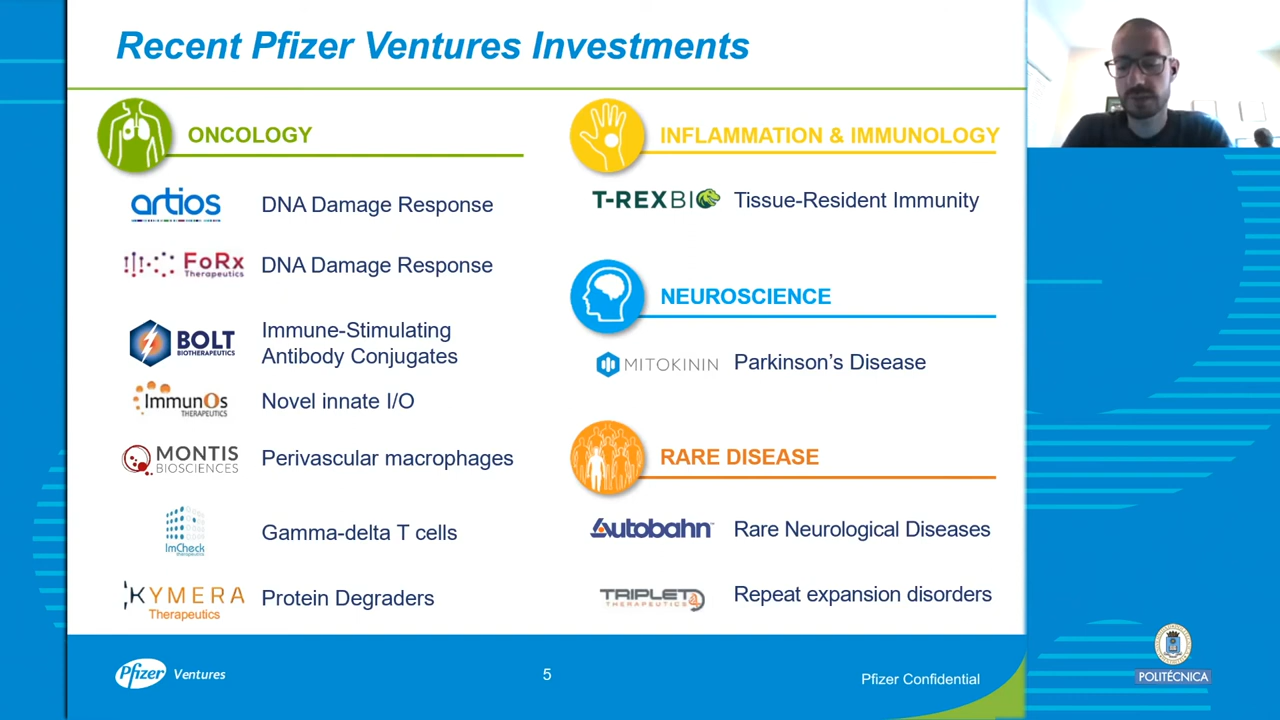 Recent Pfizer Ventures Investments
ONCOLOGY
artios
DNA Damage Response
FoRx
Therapeutics
DNA Damage Response
BOLT
BIOTHERAPEUTICS
Immune-Stimulating
Antibody Conjugates
ImmunOs
THERAPEUTICS
Novel innate I/O
MONTIS
BIOSCIENCES
Perivascular macrophages
ImCheck
therapeutics
Gamma-delta T cells
KYMERA
Therapeutics
Protein Degraders
INFLAMMATION & IMMUNOLOGY
T-REXBIO
Tissue-Resident Immunity
NEUROSCIENCE
MITOKININ
Parkinson’s Disease
RARE DISEASE
Autobahn™
Rare Neurological Diseases
TRIPLET
THERAPEUTICS
Repeat expansion disorders
Pfizer Ventures
5
Pfizer Confidential
POLITÉCNICA